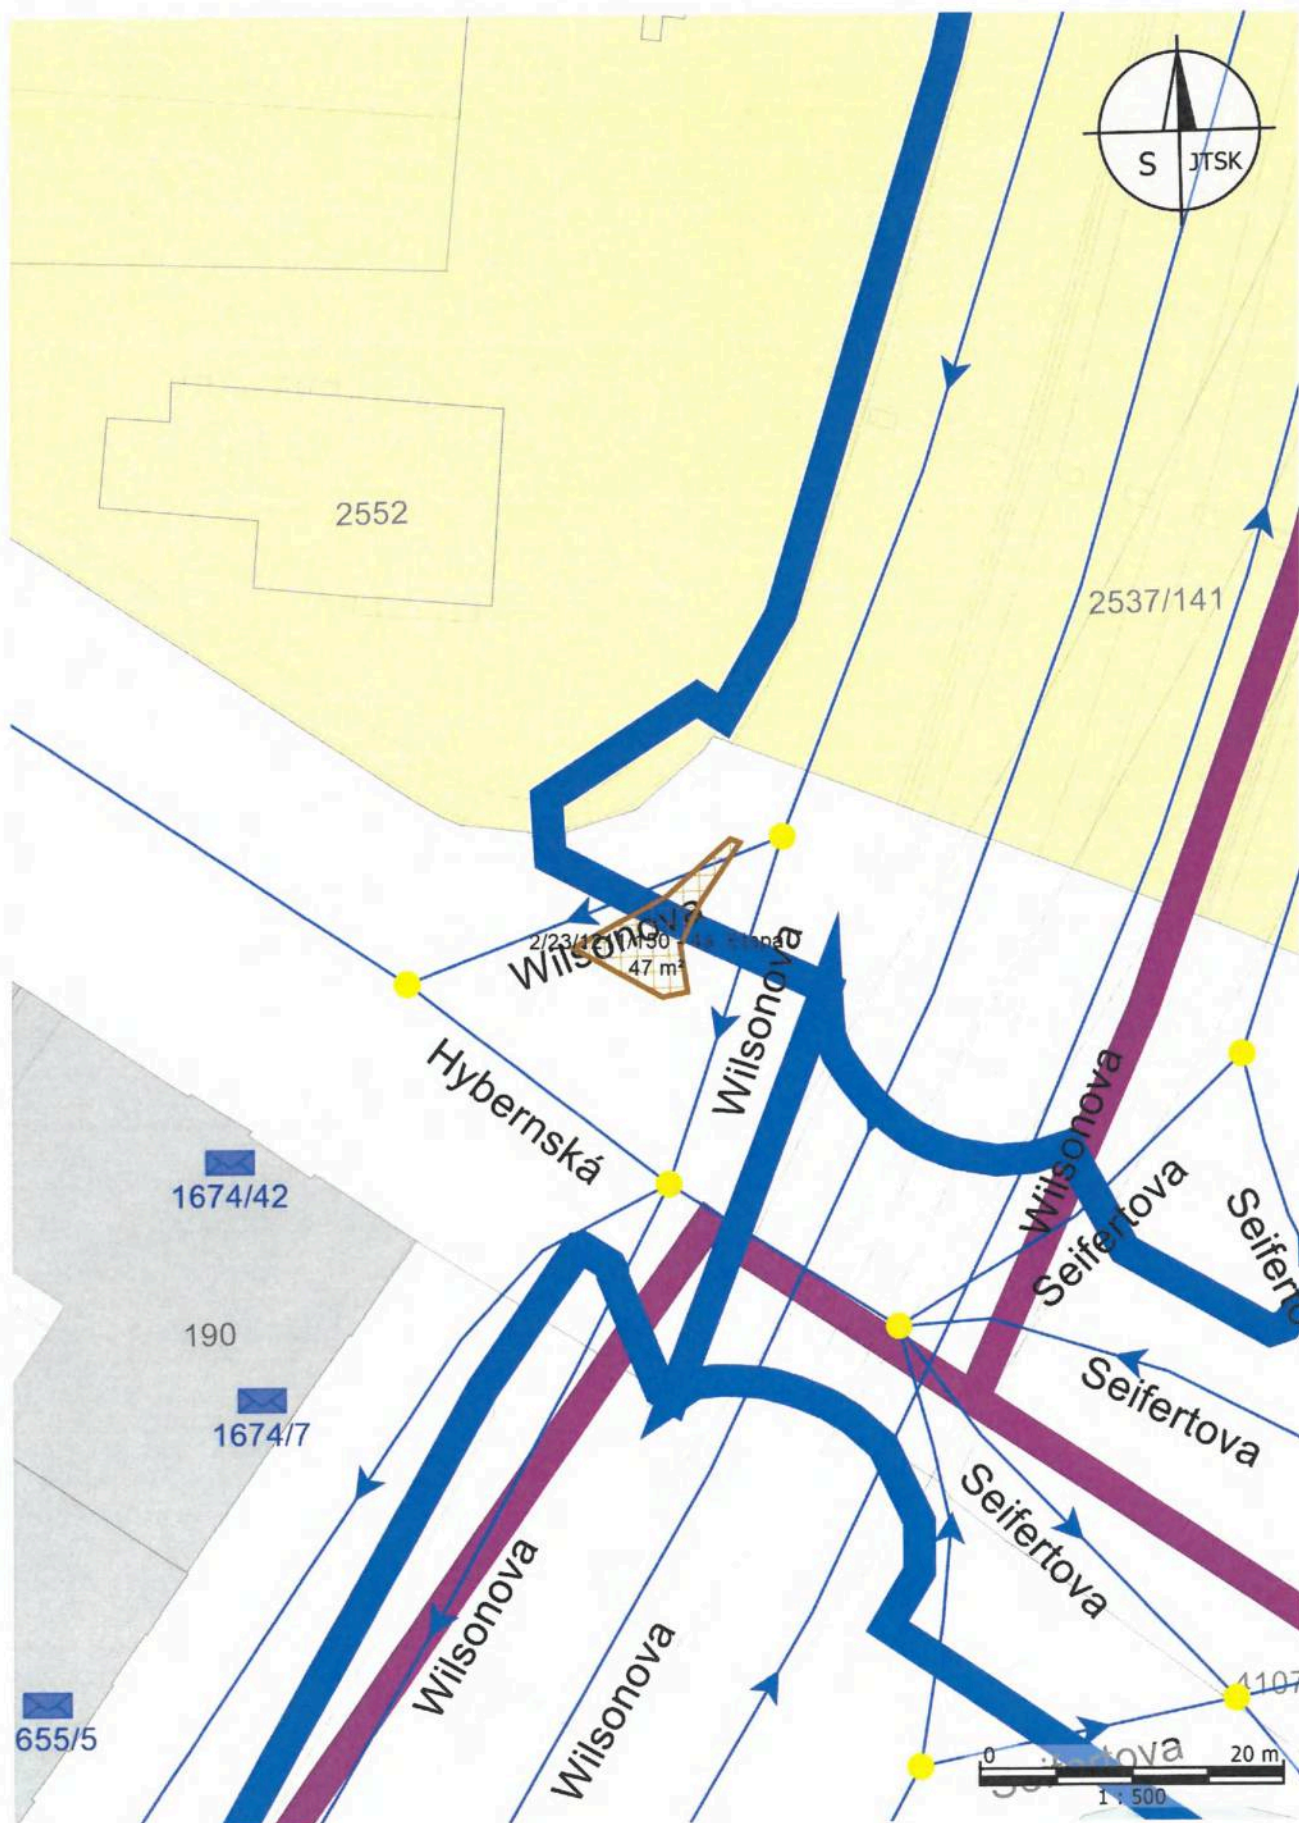 S JTSK
2552
2537/141
Wilsonova
47 m²
Wilsonova
Hybernská
Wilsonova
Seifertova
1674/42
190
1674/7
Seifertova
Seifertova
Wilsonova
Wilsonova
655/5
Seifertova
0 20 m
1 : 500